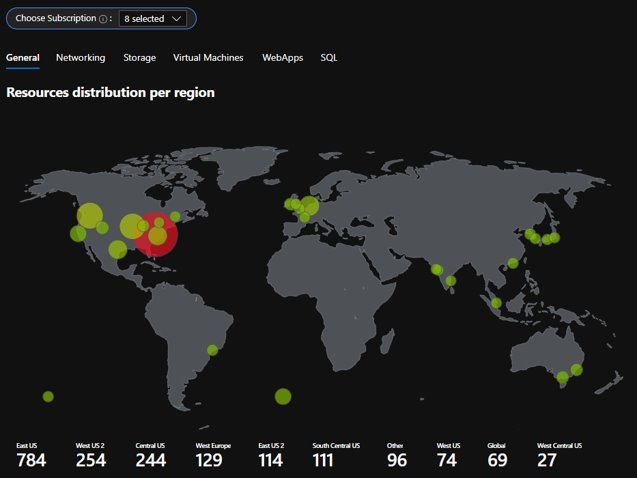 Choose Subscription ⓘ : 8 selected
General Networking Storage Virtual Machines WebApps SQL
Resources distribution per region
East US West US 2 Central US West Europe East US 2 South Central US Other West US Global West Central US
784 254 244 129 114 111 96 74 69 27